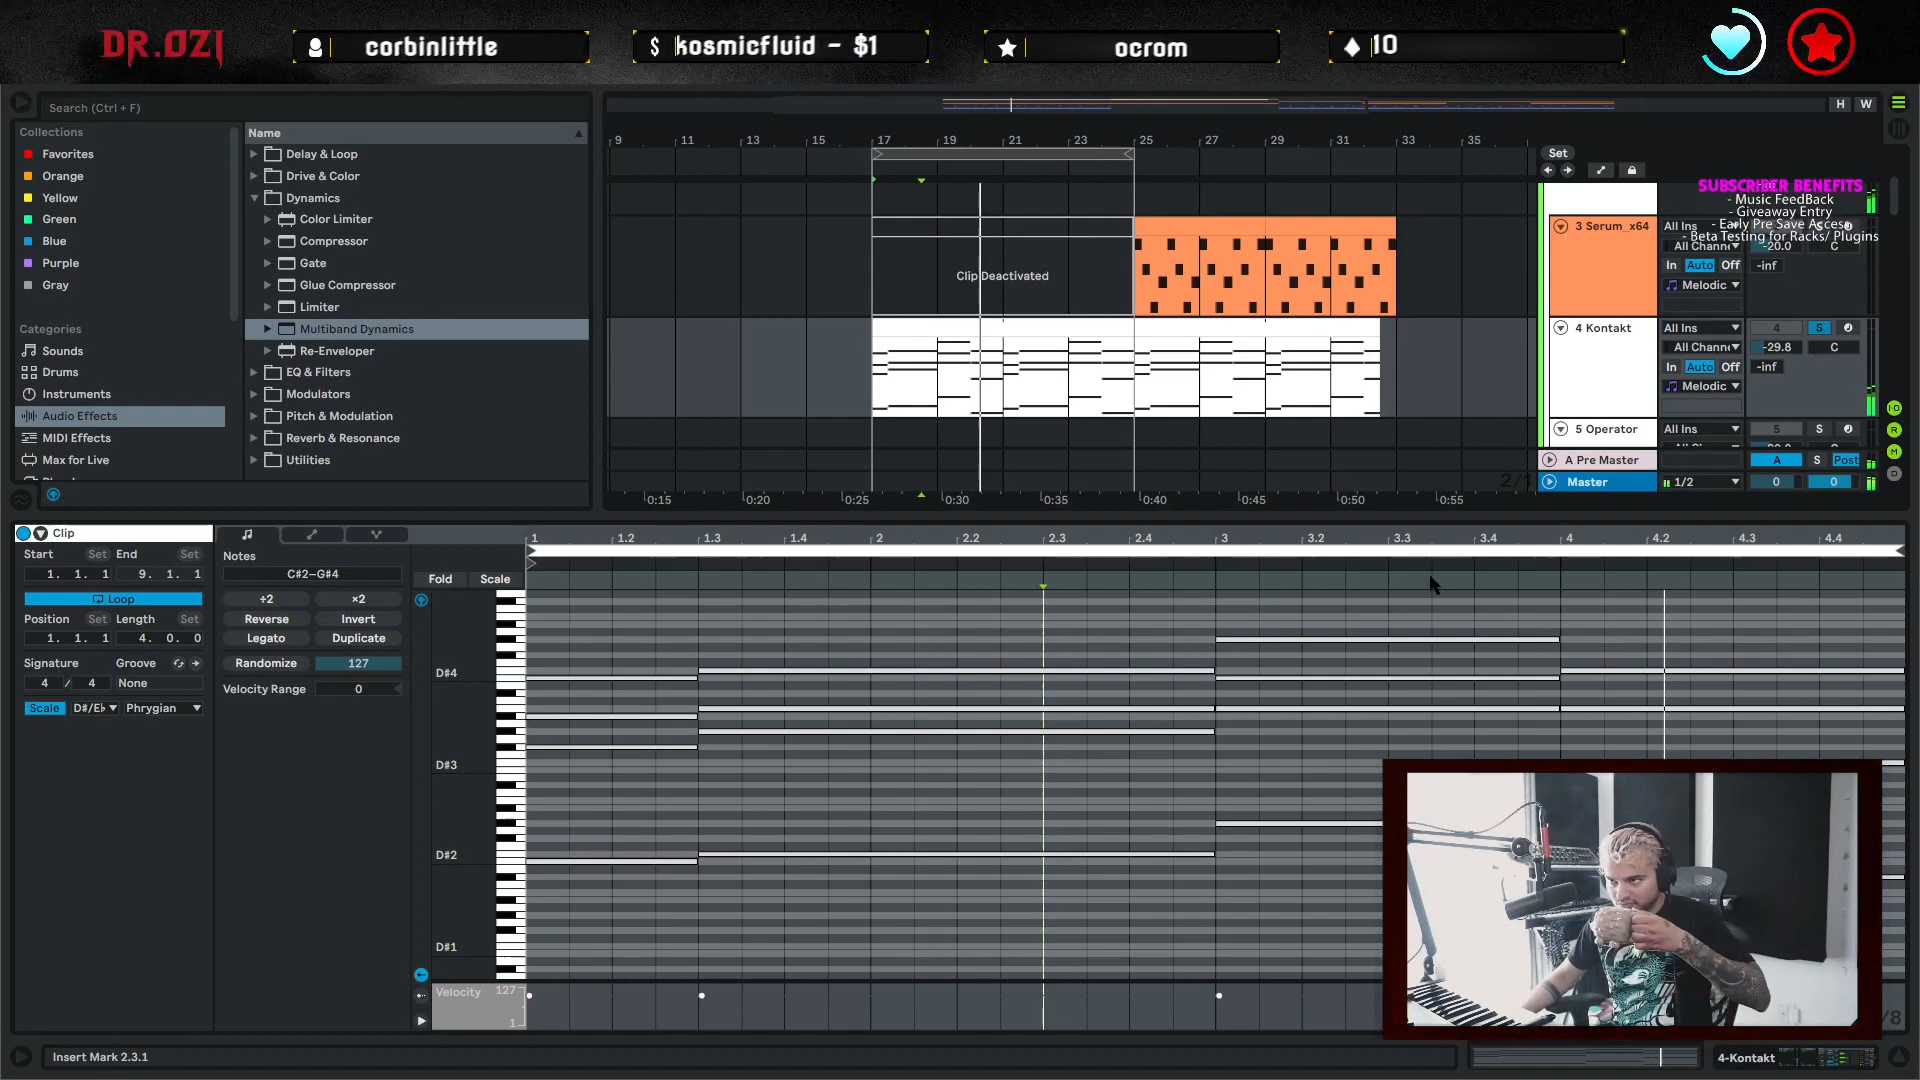 DR.OZI
corbinlittle
$ kosmicfluid - $1
ocrom
10
Search (Ctrl + F)
Collections
Favorites
Orange
Yellow
Green
Blue
Purple
Gray
Categories
Sounds
Drums
Instruments
Audio Effects
MIDI Effects
Max for Live
Name
Delay & Loop
Drive & Color
Dynamics
Color Limiter
Compressor
Gate
Glue Compressor
Limiter
Multiband Dynamics
Re-Enveloper
EQ & Filters
Modulators
Pitch & Modulation
Reverb & Resonance
Utilities
H W
9 11 13 15 17 19 21 23 25 27 29 31 33 35
Clip Deactivated
0:15 0:20 0:25 0:30 0:35 0:40 0:45 0:50 0:55
2/1
Set
SUBSCRIBER BENEFITS
- Music FeedBack
- Giveaway Entry
- Early Pre Save Access
- Beta Testing for Racks/ Plugins
3 Serum_x64
All Ins
All Channe
-20.0 C
In Auto Off
-inf
Melodic
4 Kontakt
All Ins
4 S
All Channe
-29.8 C
In Auto Off
-inf
Melodic
5 Operator
All Ins
5 S
A Pre Master
A S Post
Master
1/2
0 0
I·O
R
M
D
Clip
Start Set End Set
1. 1. 1 9. 1. 1
Loop
Position Set Length Set
1. 1. 1 4. 0. 0
Signature Groove
4 / 4 None
Scale D#/Eb Phrygian
Notes
C#2–G#4
÷2 ×2
Reverse Invert
Legato Duplicate
Randomize 127
Velocity Range 0
Fold Scale
1 1.2 1.3 1.4 2 2.2 2.3 2.4 3 3.2 3.3 3.4 4 4.2 4.3 4.4
D#4
D#3
D#2
D#1
Velocity 127
1
/8
Insert Mark 2.3.1
4-Kontakt